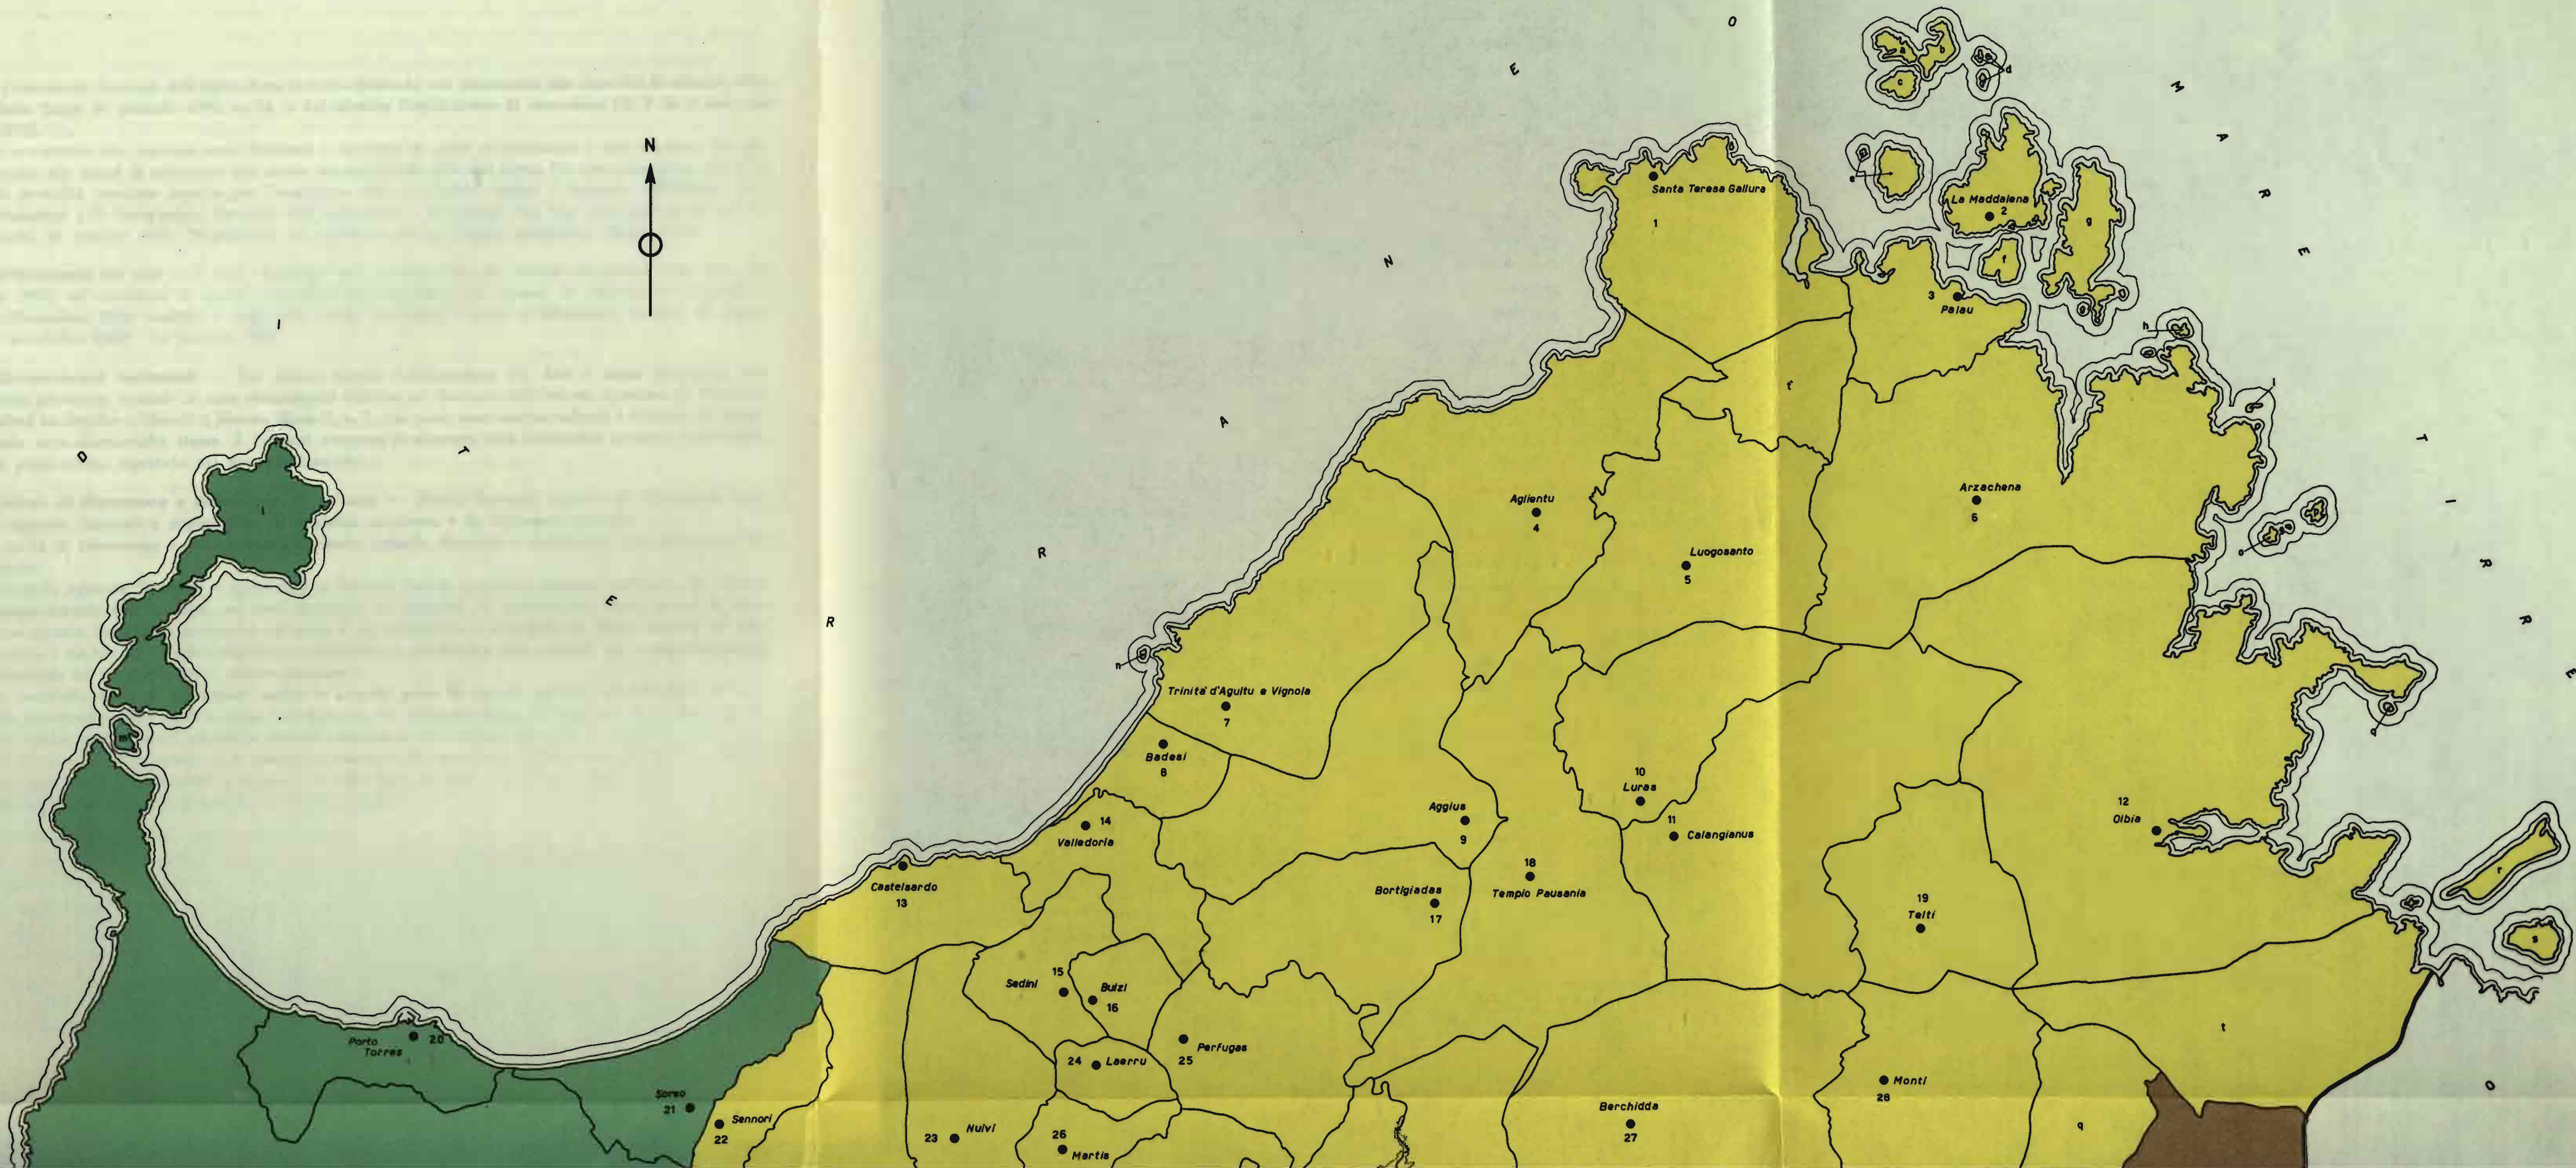 N
M A R E
M E D I T E R R A N E O
T I R R E N O
a
b
c
d
e
La Maddalena
2
g
f
Santa Teresa Gallura
1
3
Palau
h
l
f
i
m
Aglientu
4
Luogosanto
5
Arzachena
6
o
p
n
Trinita' d'Agultu e Vignola
7
Badesi
8
Aggius
9
10
Luras
11
Calangianus
12
Olbia
q
r
s
14
Valledoria
Castelsardo
13
Bortigiadas
17
18
Tempio Pausania
19
Telti
15
Sedini
Bulzi
16
Porto
Torres
20
24
Laerru
25
Perfugas
t
Sorso
21
Sennori
22
23
Nulvi
26
Martis
Berchidda
27
Monti
28
q